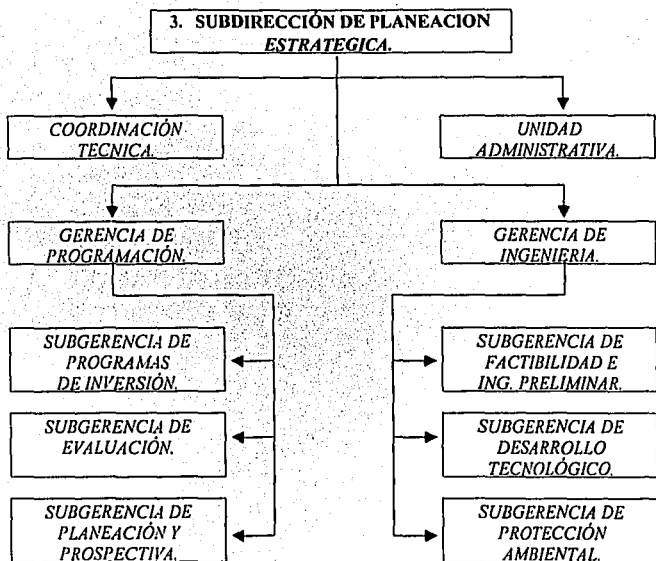 3. SUBDIRECCIÓN DE PLANEACION
ESTRATEGICA.
COORDINACIÓN
TECNICA.
UNIDAD
ADMINISTRATIVA.
GERENCIA DE
PROGRAMACIÓN.
GERENCIA DE
INGENIERIA.
SUBGERENCIA DE
PROGRAMAS
DE INVERSIÓN.
SUBGERENCIA DE
FACTIBILIDAD E
ING. PRELIMINAR.
SUBGERENCIA DE
EVALUACIÓN.
SUBGERENCIA DE
DESARROLLO
TECNOLÓGICO.
SUBGERENCIA DE
PLANEACIÓN Y
PROSPECTIVA.
SUBGERENCIA DE
PROTECCIÓN
AMBIENTAL.